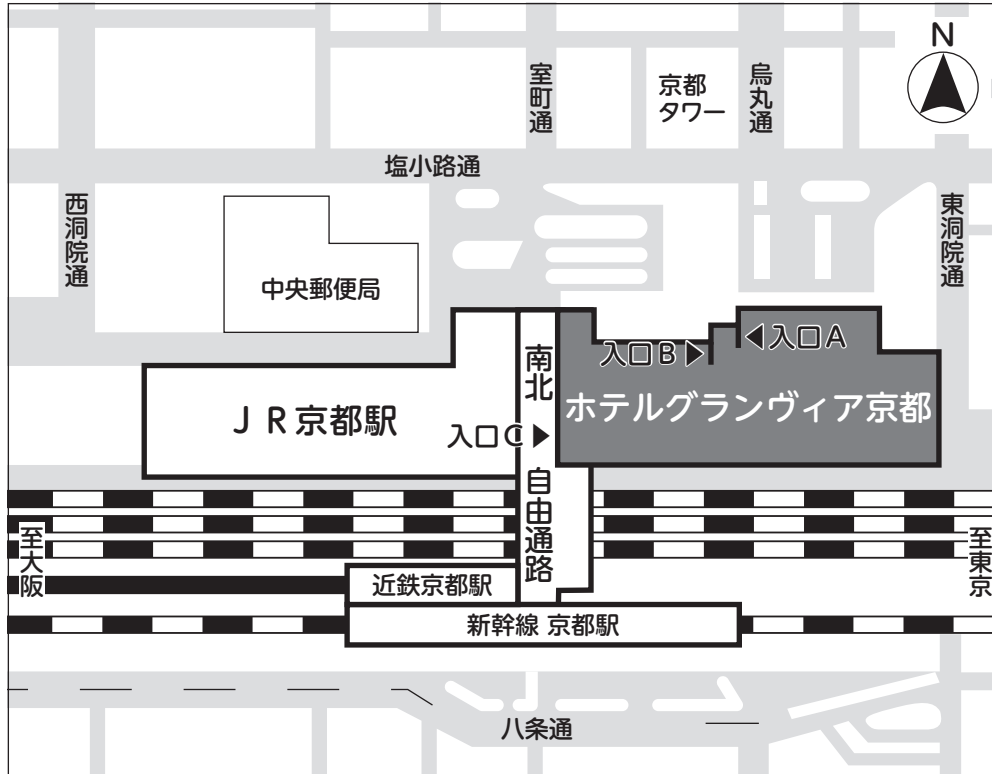 N
室町通
京都
タワー
烏丸通
塩小路通
西洞院通
東洞院通
中央郵便局
南北自由通路
入口A
入口B
ホテルグランヴィア京都
JR京都駅
入口C
至大阪
至東京
近鉄京都駅
新幹線 京都駅
八条通